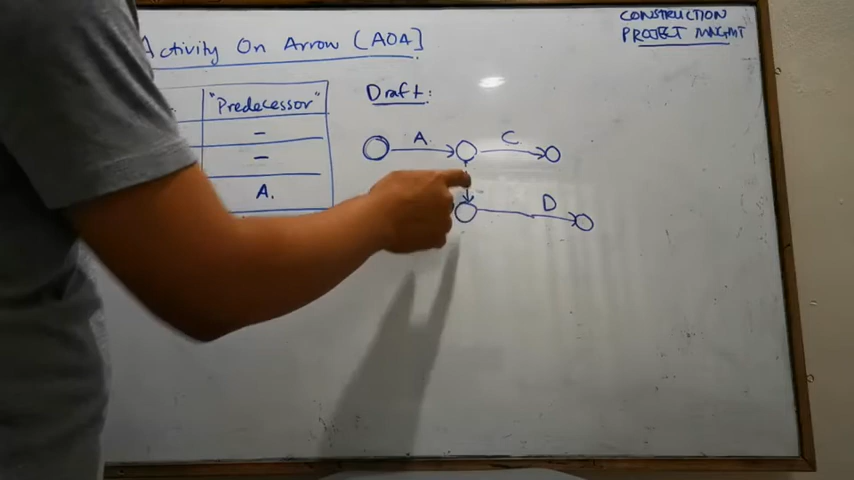 Activity On Arrow (AOA)]
CONSTRUCTION
PROJECT MNGMT
"Predecessor"
-
-
A.
Draft:
A
C
D